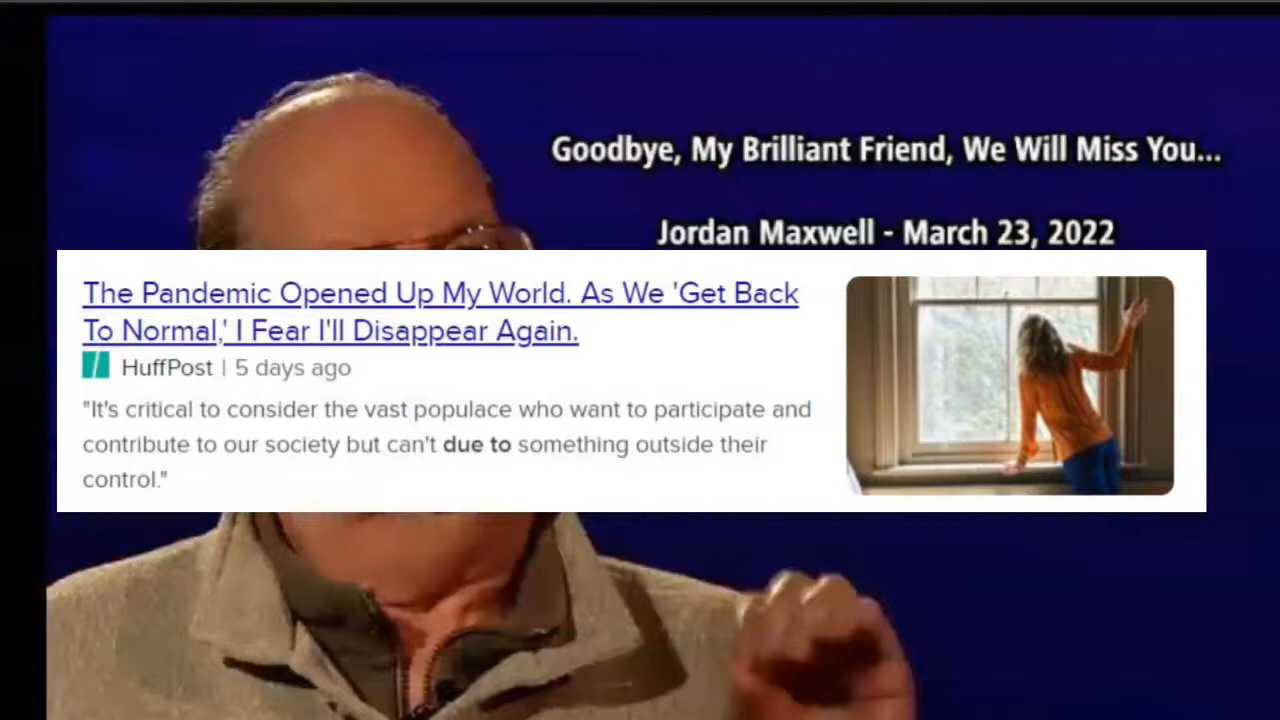 Goodbye, My Brilliant Friend, We Will Miss You...
Jordan Maxwell - March 23, 2022
The Pandemic Opened Up My World. As We 'Get Back
To Normal,' I Fear I'll Disappear Again.
HuffPost | 5 days ago
"It's critical to consider the vast populace who want to participate and
contribute to our society but can't due to something outside their
control."